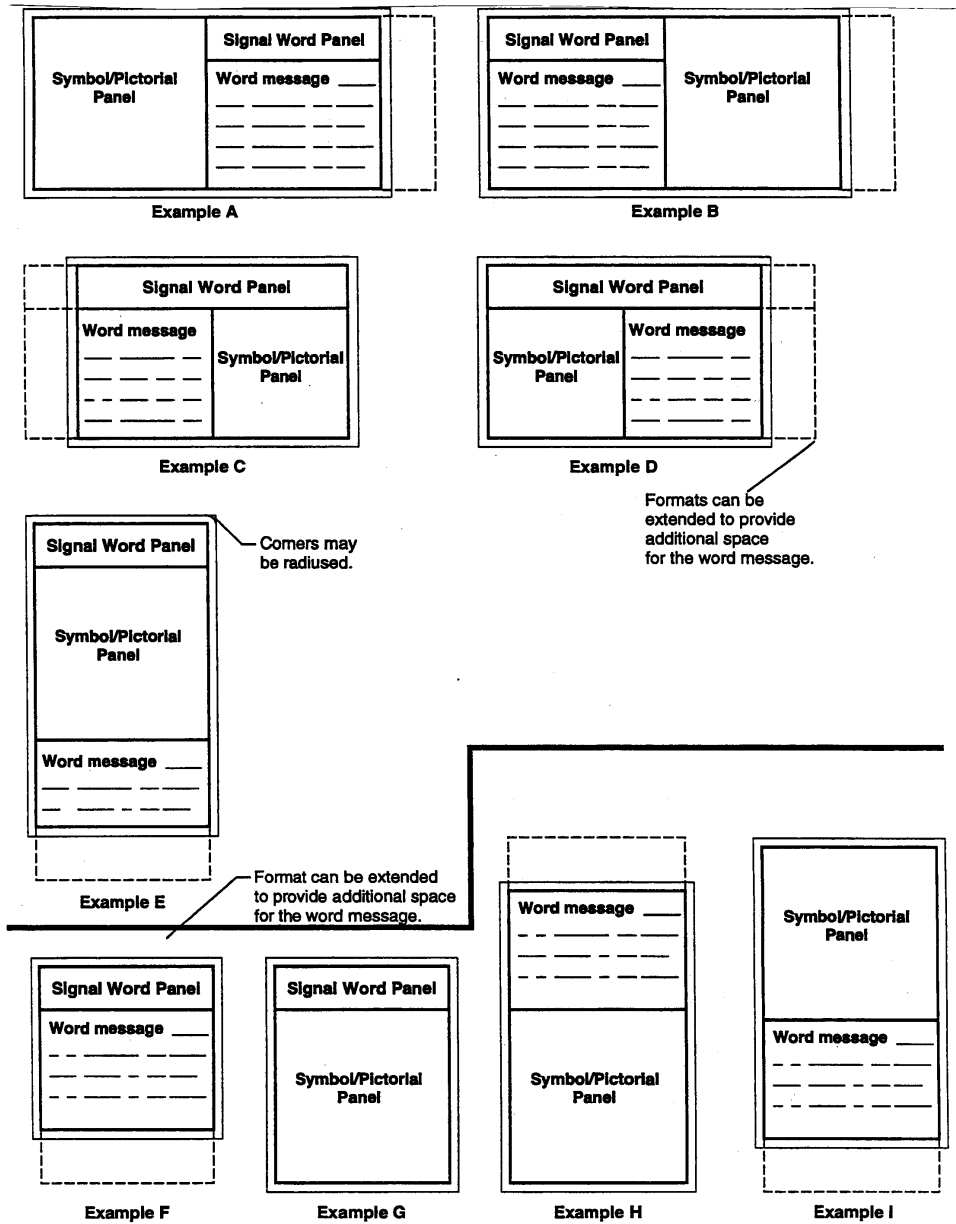 Symbol/Pictorial
Panel
Signal Word Panel
Word message
Example A
Signal Word Panel
Word message
Symbol/Pictorial
Panel
Example B
Signal Word Panel
Word message
Symbol/Pictorial
Panel
Example C
Signal Word Panel
Symbol/Pictorial
Panel
Word message
Example D
Formats can be
extended to provide
additional space
for the word message.
Signal Word Panel
Symbol/Pictorial
Panel
Word message
Example E
Corners may
be radiused.
Format can be extended
to provide additional space
for the word message.
Signal Word Panel
Word message
Example F
Signal Word Panel
Symbol/Pictorial
Panel
Example G
Word message
Symbol/Pictorial
Panel
Example H
Symbol/Pictorial
Panel
Word message
Example I